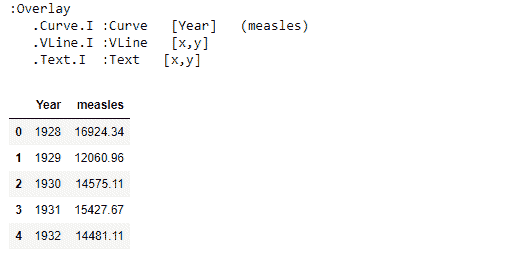 :Overlay
   .Curve.I :Curve   [Year]   (measles)
   .VLine.I :VLine   [x,y]
   .Text.I  :Text   [x,y]
Year measles
0 1928 16924.34
1 1929 12060.96
2 1930 14575.11
3 1931 15427.67
4 1932 14481.11